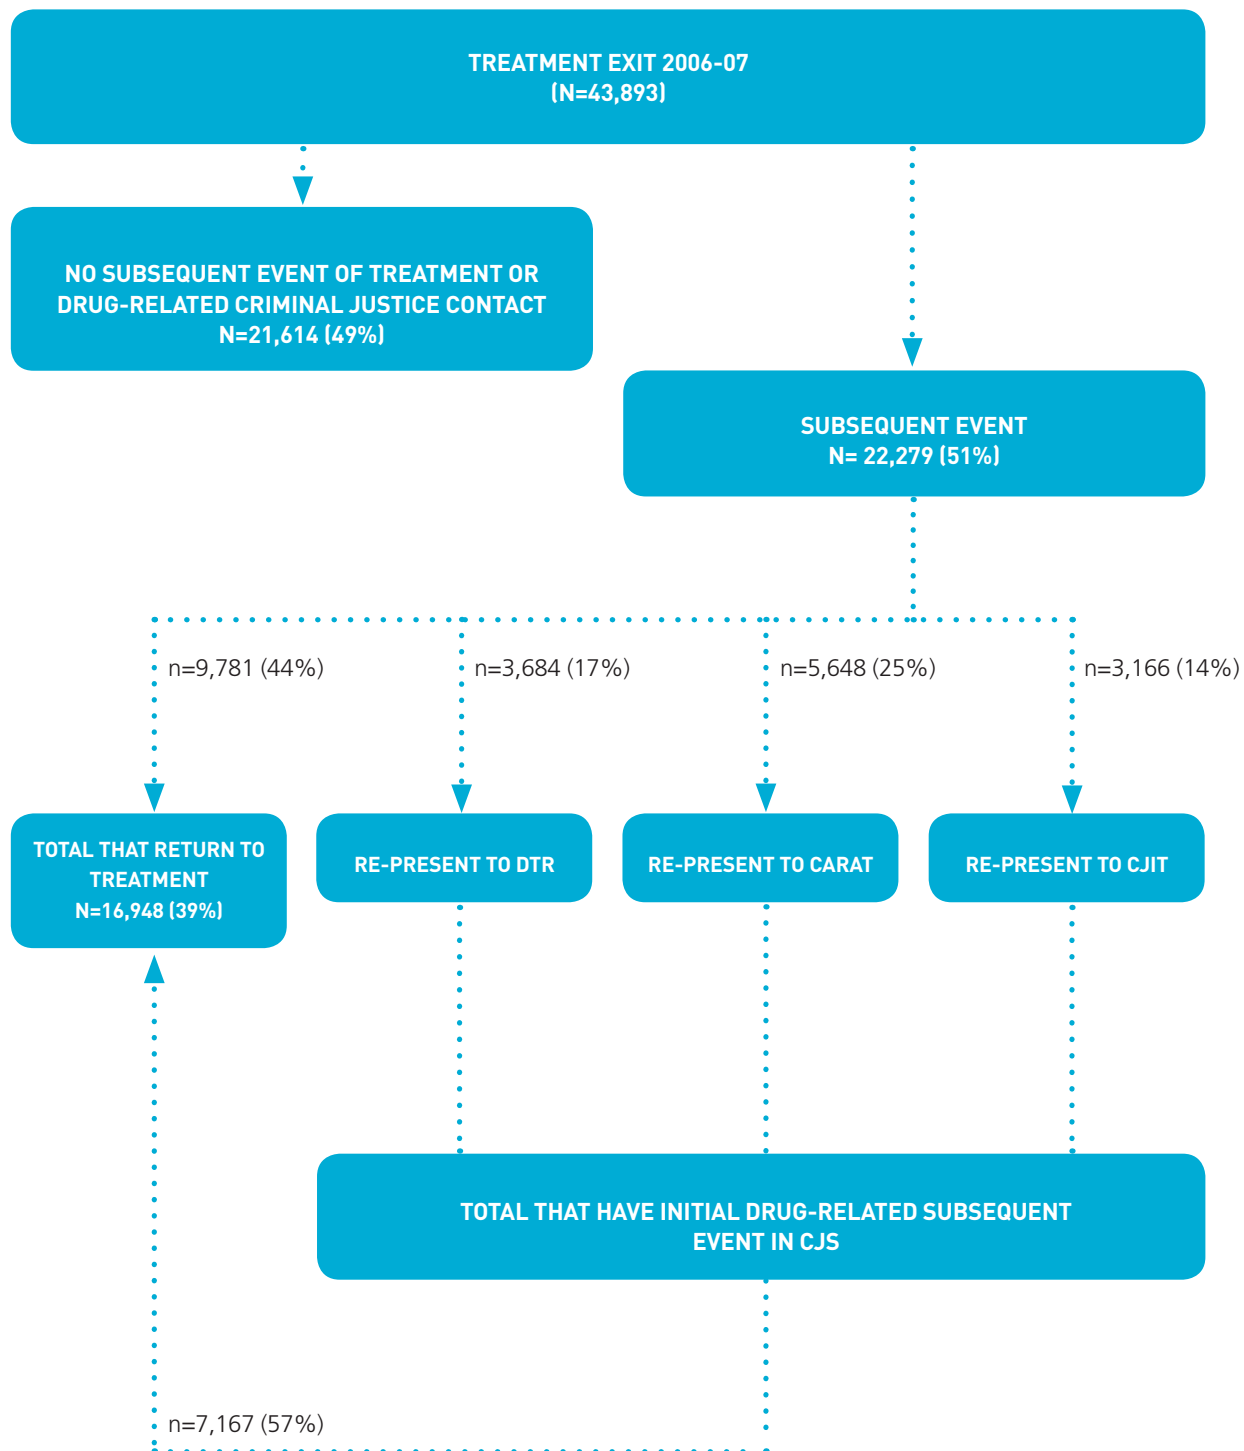 TREATMENT EXIT 2006-07
(N=43,893)
NO SUBSEQUENT EVENT OF TREATMENT OR
DRUG-RELATED CRIMINAL JUSTICE CONTACT
N=21,614 (49%)
SUBSEQUENT EVENT
N= 22,279 (51%)
n=9,781 (44%)
n=3,684 (17%)
n=5,648 (25%)
n=3,166 (14%)
TOTAL THAT RETURN TO
TREATMENT
N=16,948 (39%)
RE-PRESENT TO DTR
RE-PRESENT TO CARAT
RE-PRESENT TO CJIT
TOTAL THAT HAVE INITIAL DRUG-RELATED SUBSEQUENT
EVENT IN CJS
n=7,167 (57%)